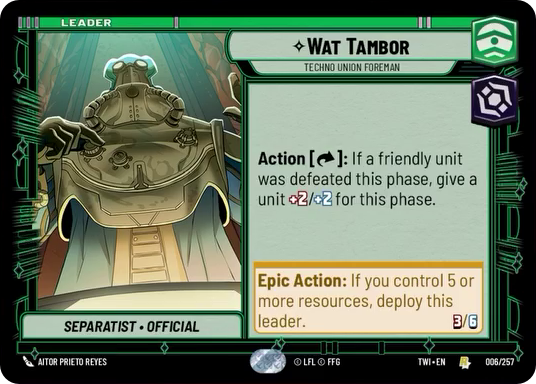 LEADER
WAT TAMBOR
TECHNO UNION FOREMAN
Action [↷]: If a friendly unit
was defeated this phase, give a
unit +2/+2 for this phase.
Epic Action: If you control 5 or
more resources, deploy this
leader.
3/6
SEPARATIST • OFFICIAL
AITOR PRIETO REYES
© LFL © FFG
TWI • EN
006/257